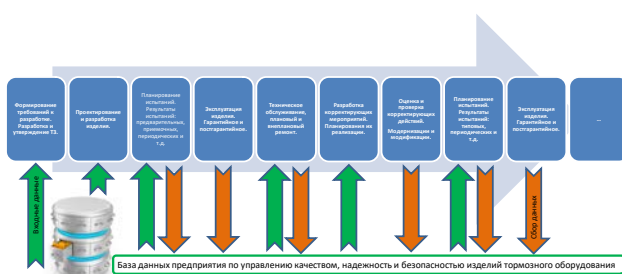 Формирование
требований к
разработке.
Разработка и
утверждение ТЗ.
Проектирование
и разработка
изделия.
Планирование
испытаний.
Результаты
испытаний:
предварительных,
приемочных,
периодических и
т.д.
Эксплуатация
изделия.
Гарантийное и
постгарантийное.
Техническое
обслуживание,
плановый и
внеплановый
ремонт.
Разработка
корректирующих
мероприятий.
Планирование их
реализации.
Оценка и
проверка
корректирующих
действий.
Модернизации и
модификации.
Планирование
испытаний.
Результаты
испытаний:
типовых,
периодических и
т.д.
Эксплуатация
изделия.
Гарантийное и
постгарантийное.
...
Входные данные
Сбор данных
База данных предприятия по управлению качеством, надежность и безопасностью изделий тормозного оборудования